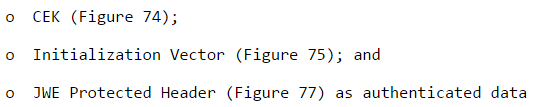 o  CEK (Figure 74);
o  Initialization Vector (Figure 75); and
o  JWE Protected Header (Figure 77) as authenticated data